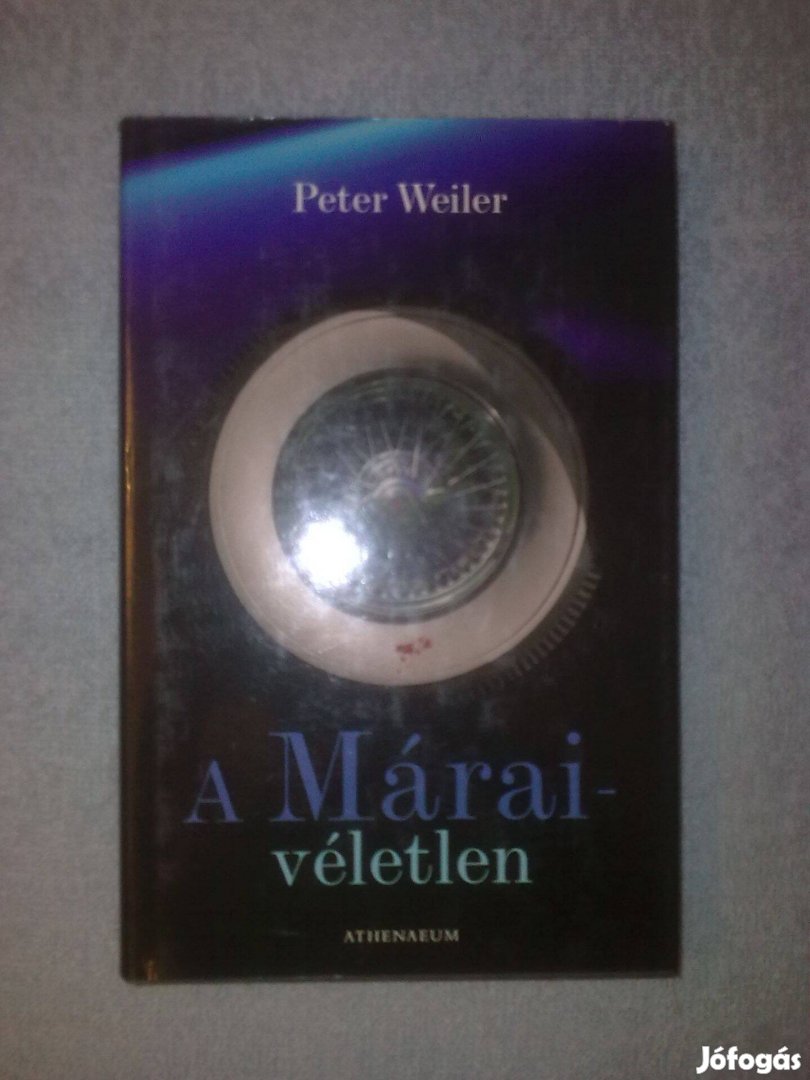 Peter Weiler
A Márai-
véletlen
ATHENAEUM
Jófogás